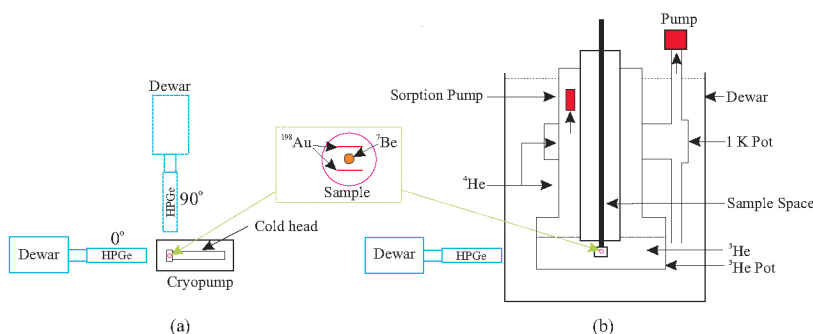 Dewar
HPGe
90°
0°
Dewar
HPGe
Cold head
Cryopump
(a)
¹⁹⁸Au
⁷Be
Sample
Pump
Sorption Pump
Dewar
1 K Pot
⁴He
Sample Space
Dewar
HPGe
³He
³He Pot
(b)